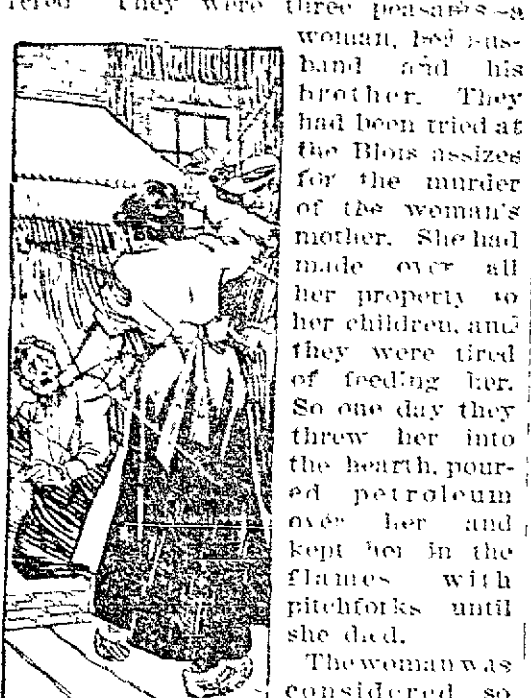 They were three peasants—a
woman, her hus-
band and his
brother. They
had been tried at
the Blois assizes
for the murder
of the woman's
mother. She had
made over all
her property to
her children, and
they were tired
of feeding her.
So one day they
threw her into
the hearth, pour-
ed petroleum
over her and
kept her in the
flames with
pitchforks until
she died.
The woman was
considered so